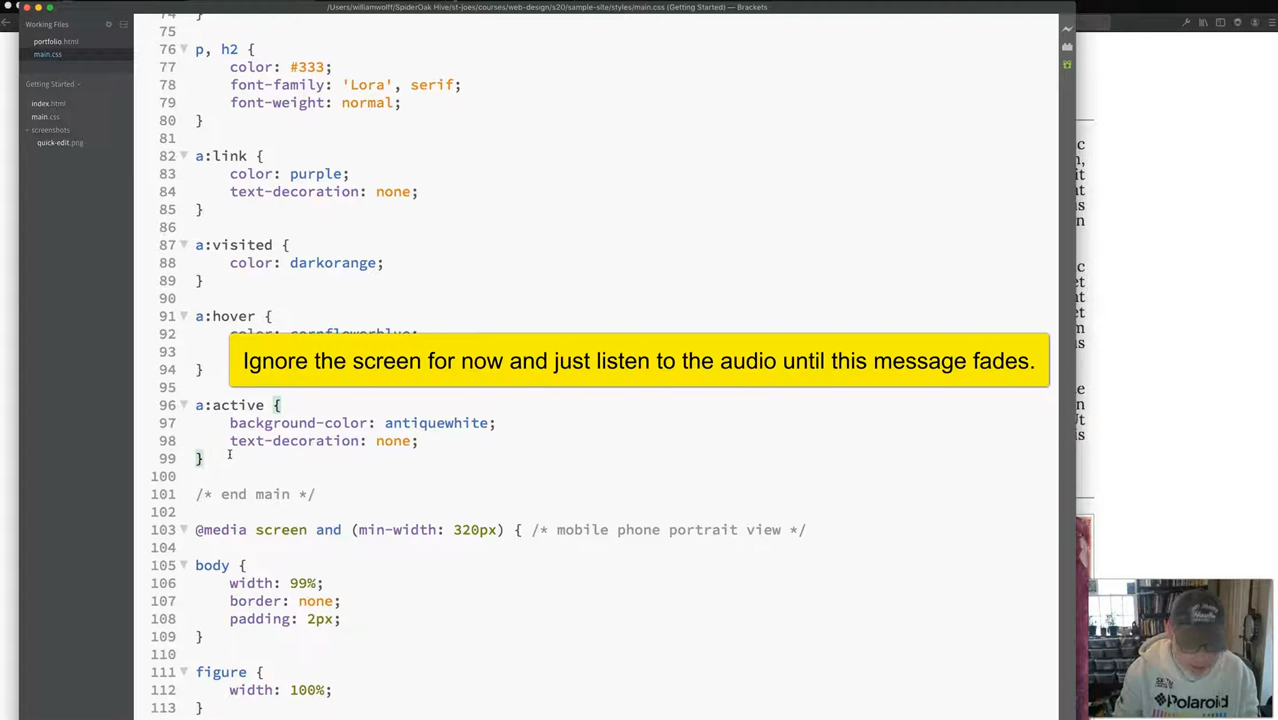 /Users/williamwolff/SpiderOak Hive/st-joes/courses/web-design/s20/sample-site/styles/main.css (Getting Started) — Brackets
Working Files
portfolio.html
main.css
Getting Started
index.html
main.css
screenshots
quick-edit.png
74 }
75
76 p, h2 {
77 color: #333;
78 font-family: 'Lora', serif;
79 font-weight: normal;
80 }
81
82 a:link {
83 color: purple;
84 text-decoration: none;
85 }
86
87 a:visited {
88 color: darkorange;
89 }
90
91 a:hover {
92 color: cornflowerblue;
93
94 }
95
96 a:active {
97 background-color: antiquewhite;
98 text-decoration: none;
99 }
100
101 /* end main */
102
103 @media screen and (min-width: 320px) { /* mobile phone portrait view */
104
105 body {
106 width: 99%;
107 border: none;
108 padding: 2px;
109 }
110
111 figure {
112 width: 100%;
113 }
Ignore the screen for now and just listen to the audio until this message fades.
Polaroid